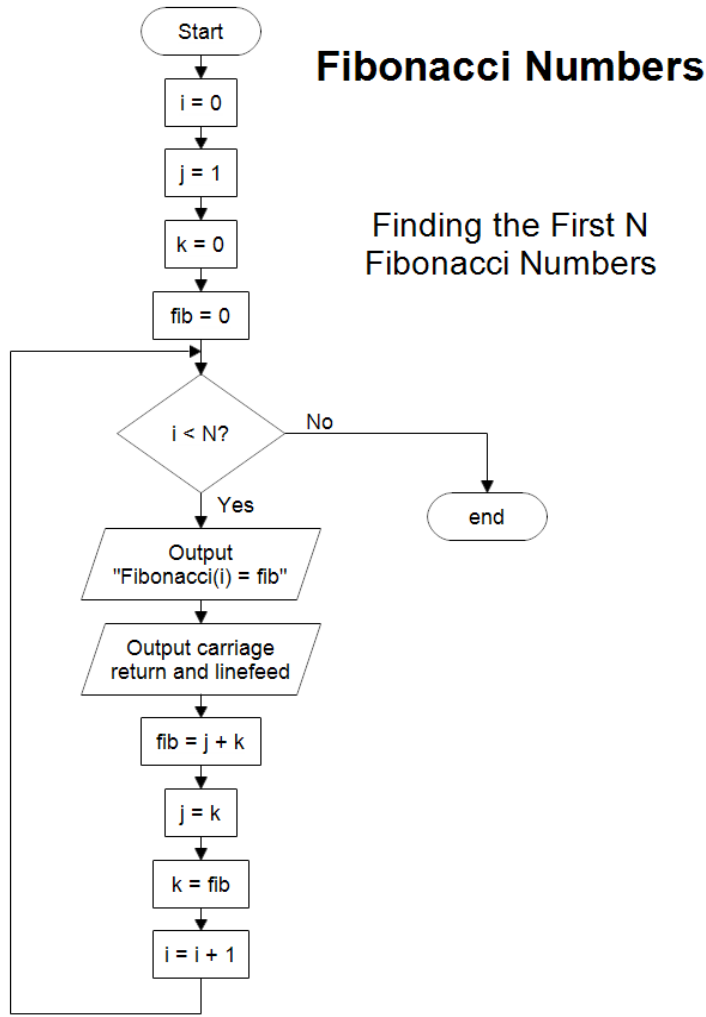 Start
Fibonacci Numbers
i = 0
j = 1
Finding the First N
Fibonacci Numbers
k = 0
fib = 0
i < N?
No
Yes
end
Output
"Fibonacci(i) = fib"
Output carriage
return and linefeed
fib = j + k
j = k
k = fib
i = i + 1